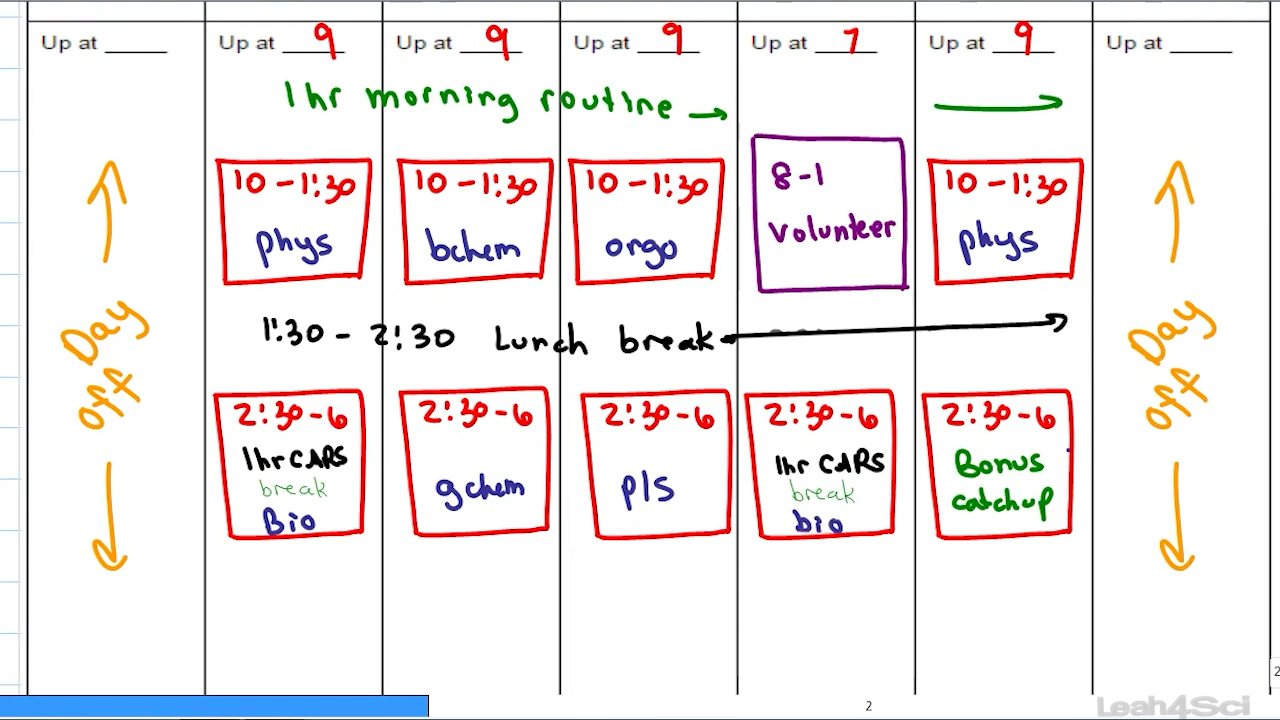 Up at ____ Up at 9 Up at 9 Up at 9 Up at 7 Up at 9 Up at ____
1hr morning routine →
10 - 1:30 10 - 1:30 10 - 1:30 8-1 10 - 1:30
phys bchem orgo Volunteer phys
Day off
1:30 - 2:30 Lunch break
Day off
2:30-6 2:30-6 2:30-6 2:30-6 2:30-6
1hr CARS gchem p/s 1hr CARS Bonus
break break catchup
Bio bio
2
2
Leah4Sci